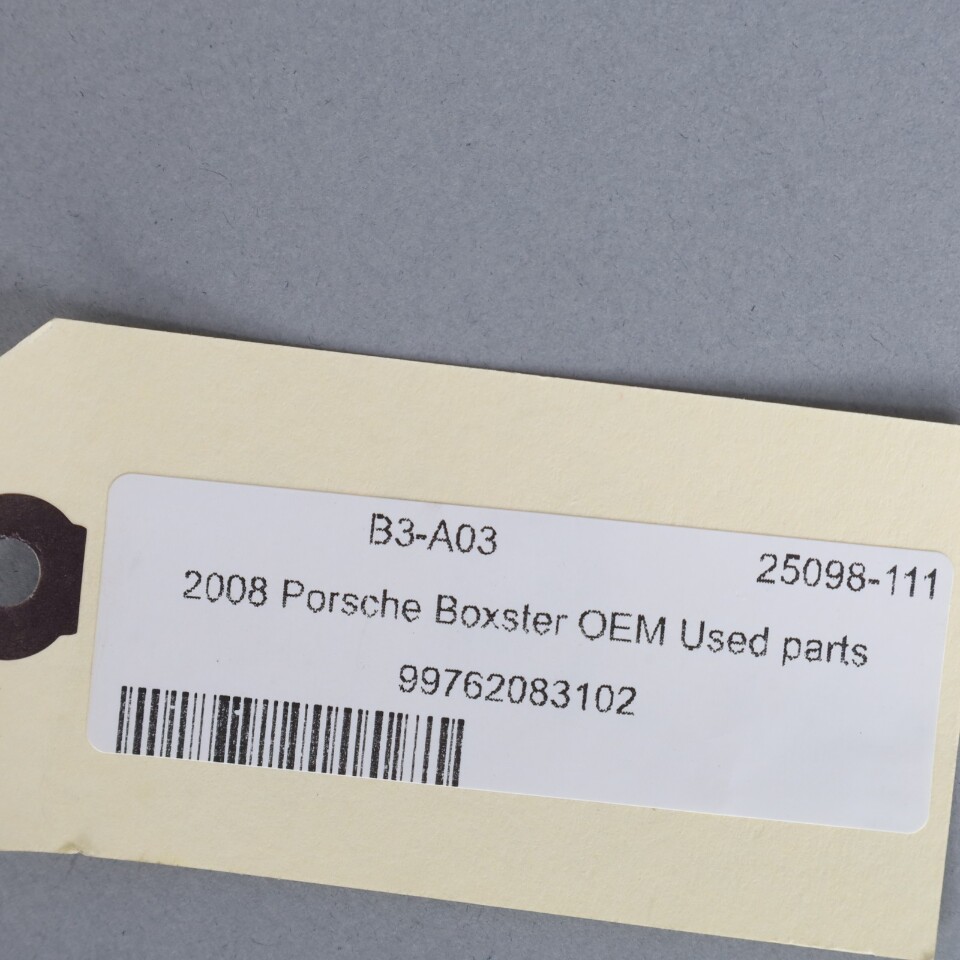 B3-A03
25098-111
2008 Porsche Boxster OEM Used parts
99762083102